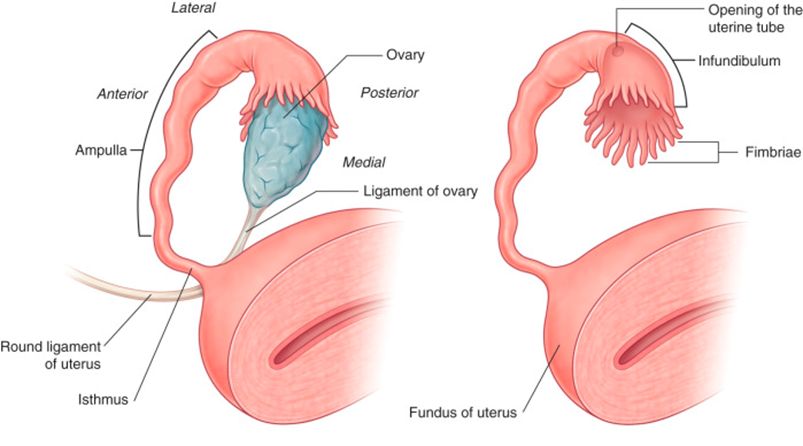 Lateral
Ovary
Anterior
Posterior
Ampulla
Medial
Ligament of ovary
Round ligament
of uterus
Isthmus
Opening of the
uterine tube
Infundibulum
Fimbriae
Fundus of uterus